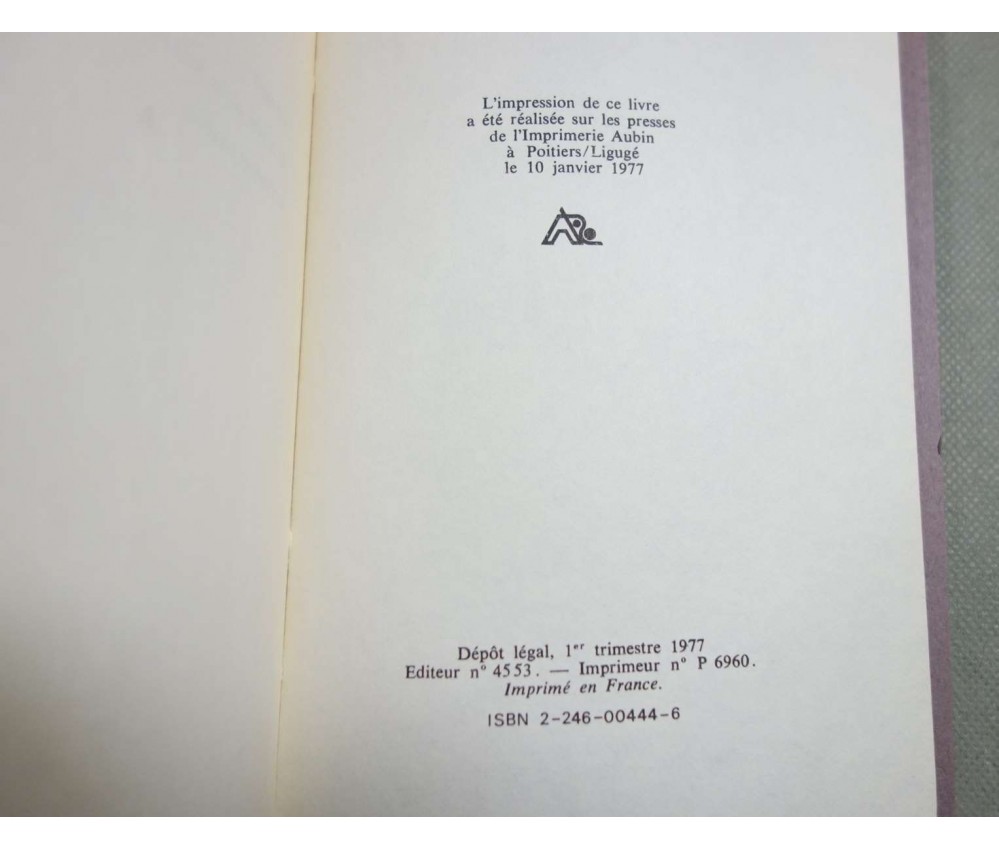 L'impression de ce livre
a été réalisée sur les presses
de l'Imprimerie Aubin
à Poitiers/Ligugé
le 10 janvier 1977
Dépôt légal, 1er trimestre 1977
Editeur n° 4553. — Imprimeur n° P 6960.
Imprimé en France.
ISBN 2-246-00444-6